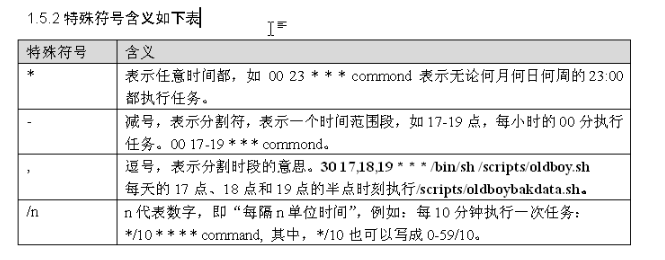 1.5.2 特殊符号含义如下表
特殊符号 含义
* 表示任意时间都，如 00 23 * * * commond 表示无论何月何日何周的 23:00
都执行任务。
- 减号，表示分割符，表示一个时间范围段，如 17-19 点，每小时的 00 分执行
任务。00 17-19 * * * commond。
, 逗号，表示分割时段的意思。30 17,18,19 * * * /bin/sh /scripts/oldboy.sh
每天的 17 点、18 点和 19 点的半点时刻执行/scripts/oldboybakdata.sh。
/n n 代表数字，即“每隔 n 单位时间”，例如：每 10 分钟执行一次任务：
*/10 * * * * command, 其中，*/10 也可以写成 0-59/10。